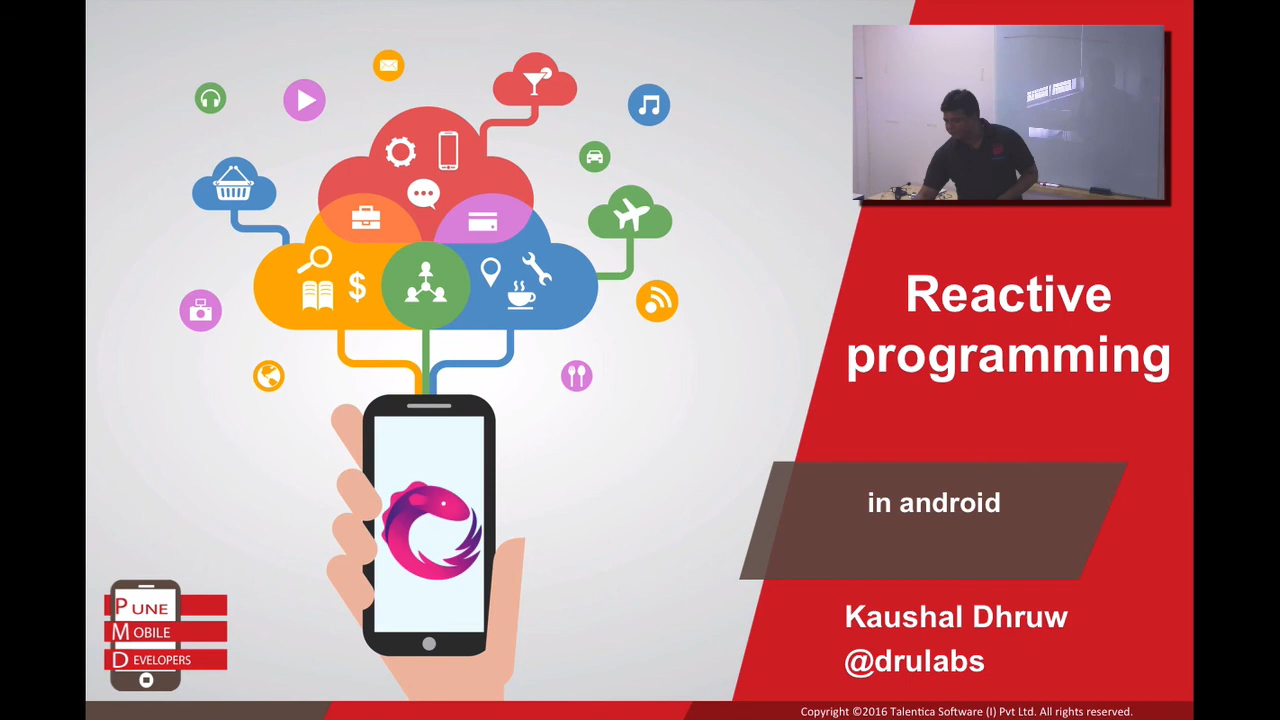 Reactive
programming
in android
Kaushal Dhruw
@drulabs
PUNE
MOBILE
DEVELOPERS
$
Copyright ©2016 Talentica Software (I) Pvt Ltd. All rights reserved.